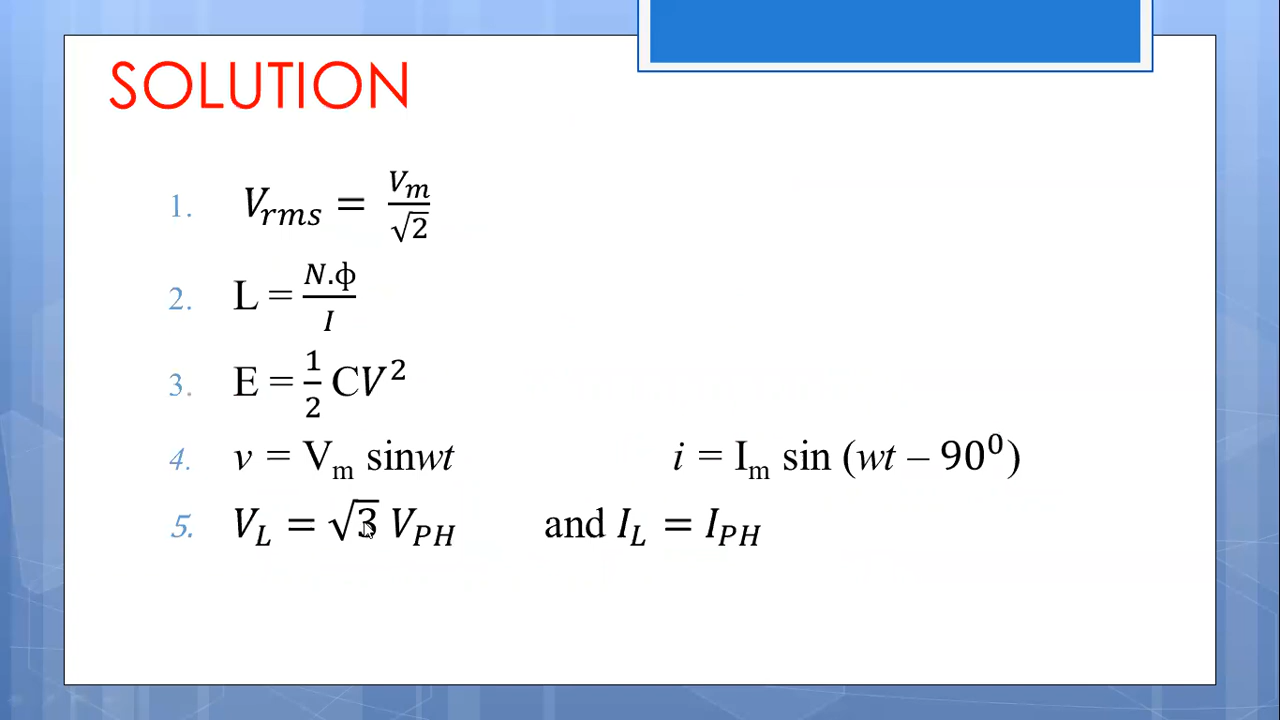 SOLUTION
1. V_rms = V_m/√2
2. L = N.ф/I
3. E = 1/2 CV²
4. v = V_m sinwt i = I_m sin (wt – 90⁰)
5. V_L = √3 V_PH and I_L = I_PH